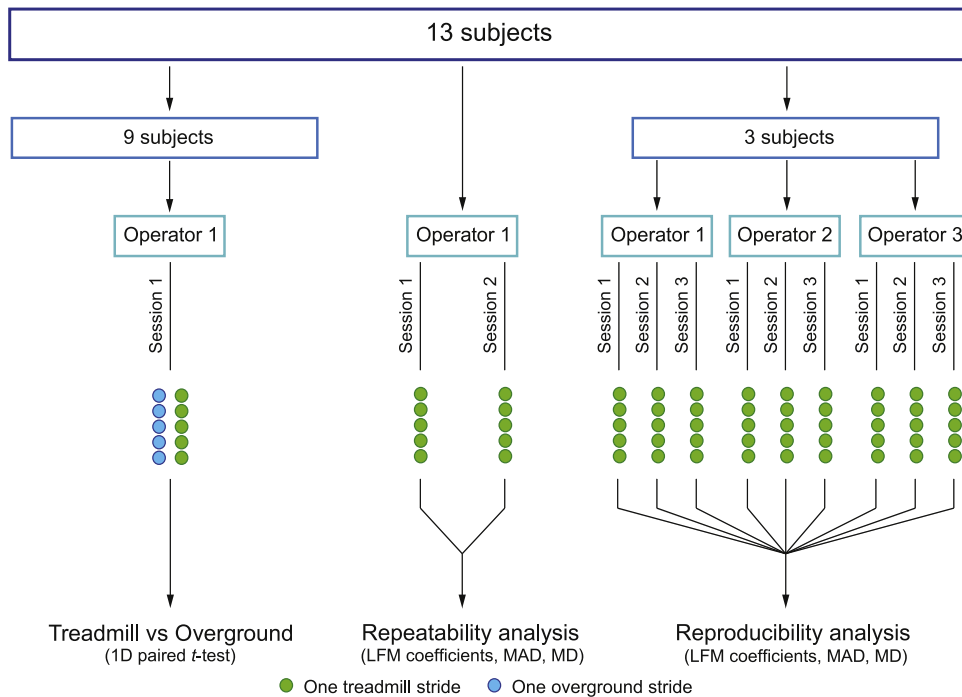 13 subjects
9 subjects
3 subjects
Operator 1
Operator 1
Operator 1
Operator 2
Operator 3
Session 1
Session 1
Session 2
Session 1
Session 2
Session 3
Session 1
Session 2
Session 3
Session 1
Session 2
Session 3
Treadmill vs Overground
(1D paired t-test)
Repeatability analysis
(LFM coefficients, MAD, MD)
Reproducibility analysis
(LFM coefficients, MAD, MD)
One treadmill stride
One overground stride